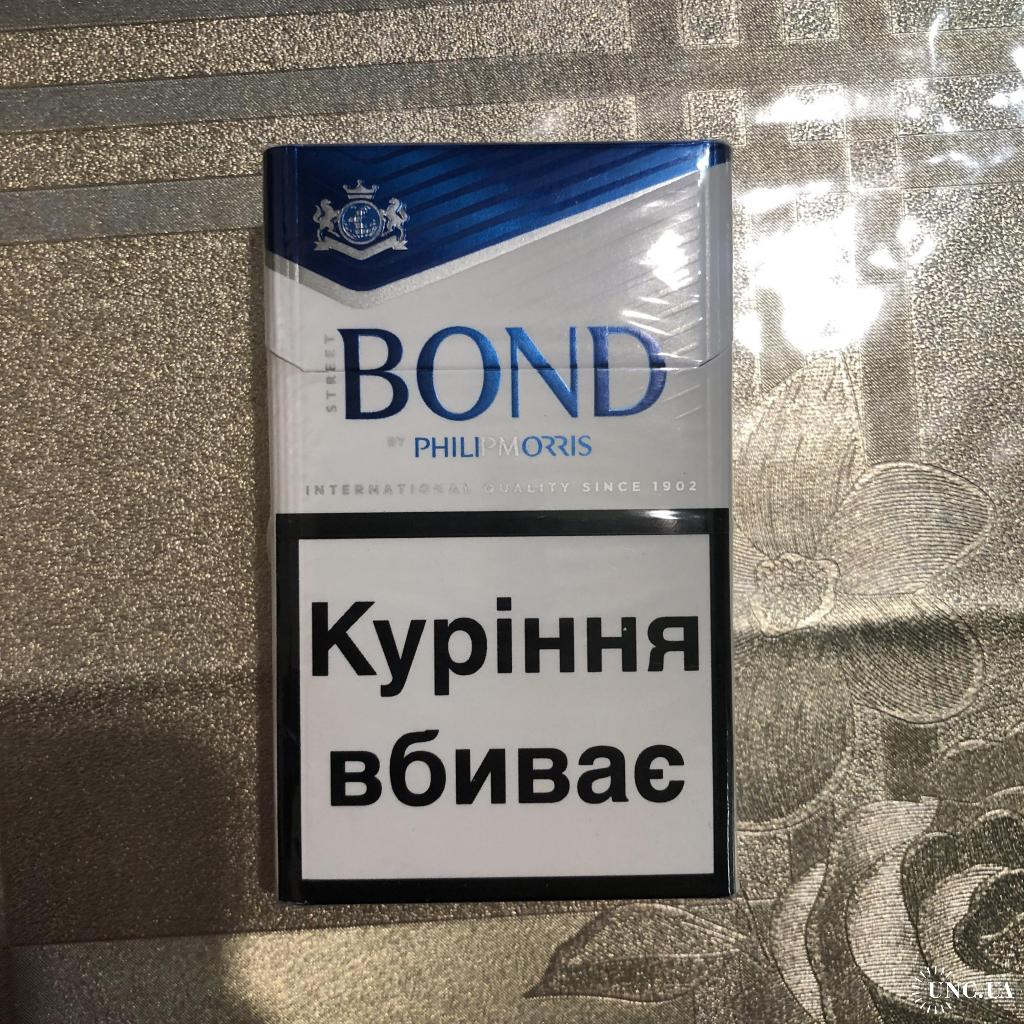 STREET
BOND
BY PHILIP MORRIS
INTERNATIONAL QUALITY SINCE 1902
Куріння
вбиває
UNC.UA